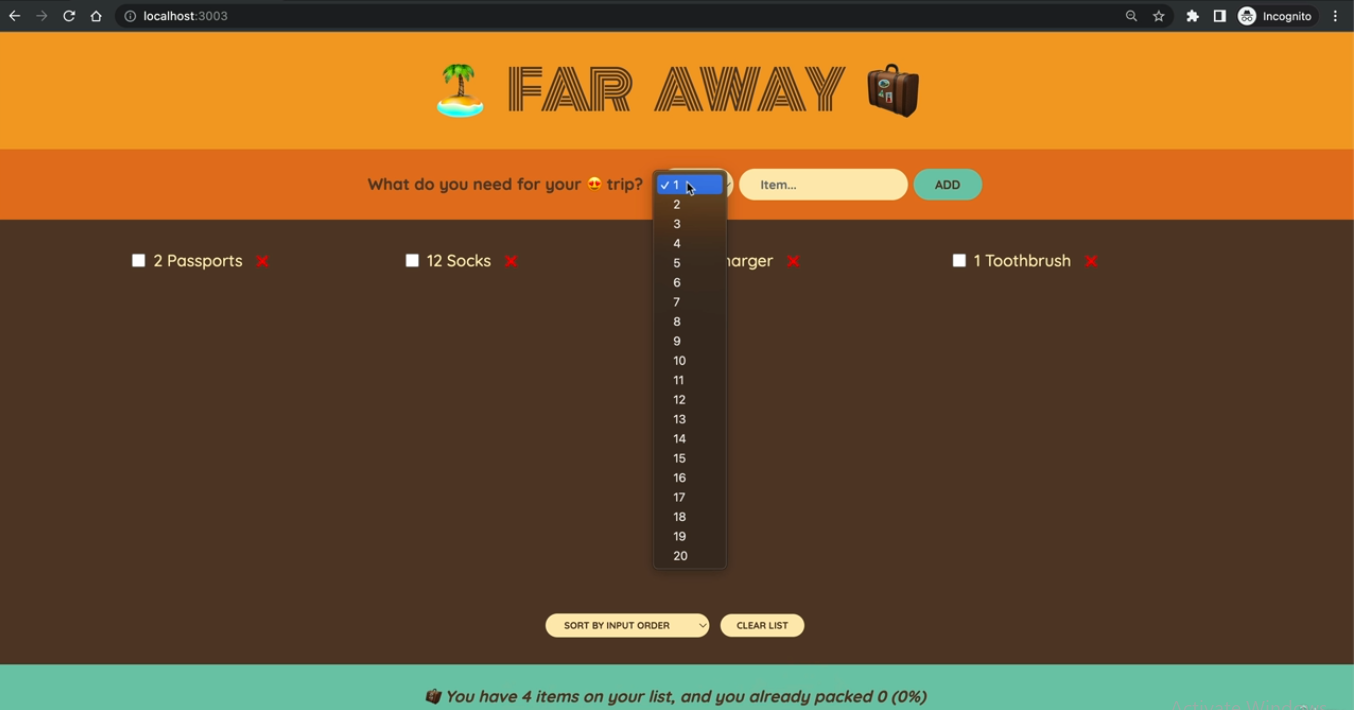 localhost:3003
Incognito
FAR AWAY
What do you need for your 😍 trip?
Item...
ADD
2 Passports
12 Socks
harger
1 Toothbrush
✓ 1
2
3
4
5
6
7
8
9
10
11
12
13
14
15
16
17
18
19
20
SORT BY INPUT ORDER
CLEAR LIST
You have 4 items on your list, and you already packed 0 (0%)